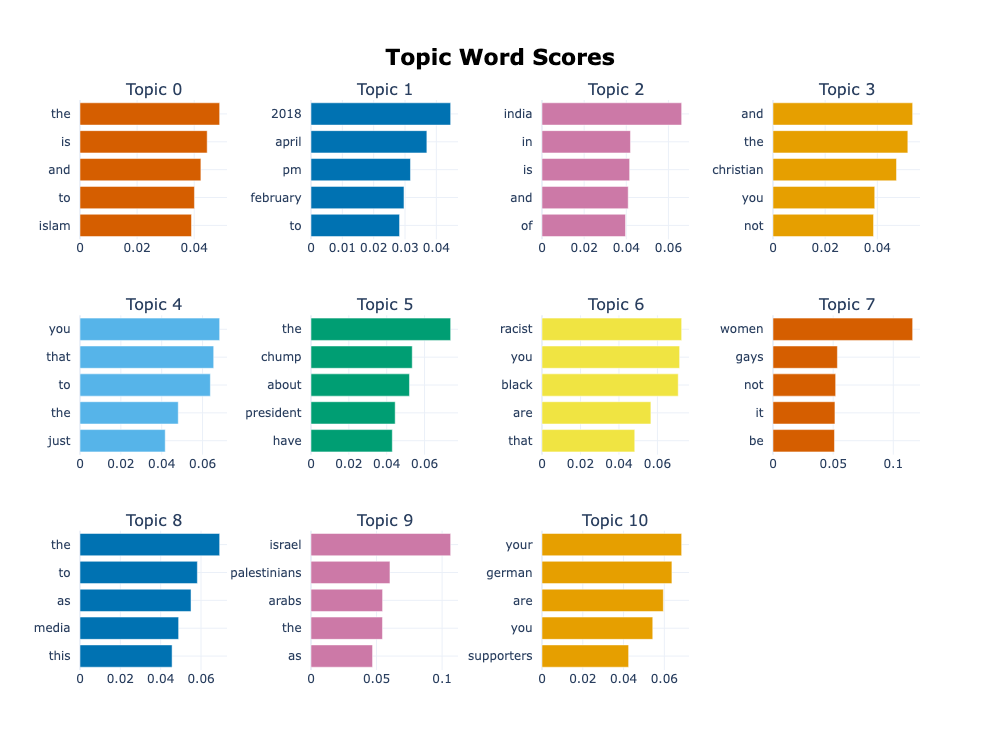 Topic Word Scores
Topic 0
the
is
and
to
islam
0 0.02 0.04
Topic 1
2018
april
pm
february
to
0 0.01 0.02 0.03 0.04
Topic 2
india
in
is
and
of
0 0.02 0.04 0.06
Topic 3
and
the
christian
you
not
0 0.02 0.04
Topic 4
you
that
to
the
just
0 0.02 0.04 0.06
Topic 5
the
chump
about
president
have
0 0.02 0.04 0.06
Topic 6
racist
you
black
are
that
0 0.02 0.04 0.06
Topic 7
women
gays
not
it
be
0 0.05 0.1
Topic 8
the
to
as
media
this
0 0.02 0.04 0.06
Topic 9
israel
palestinians
arabs
the
as
0 0.05 0.1
Topic 10
your
german
are
you
supporters
0 0.02 0.04 0.06